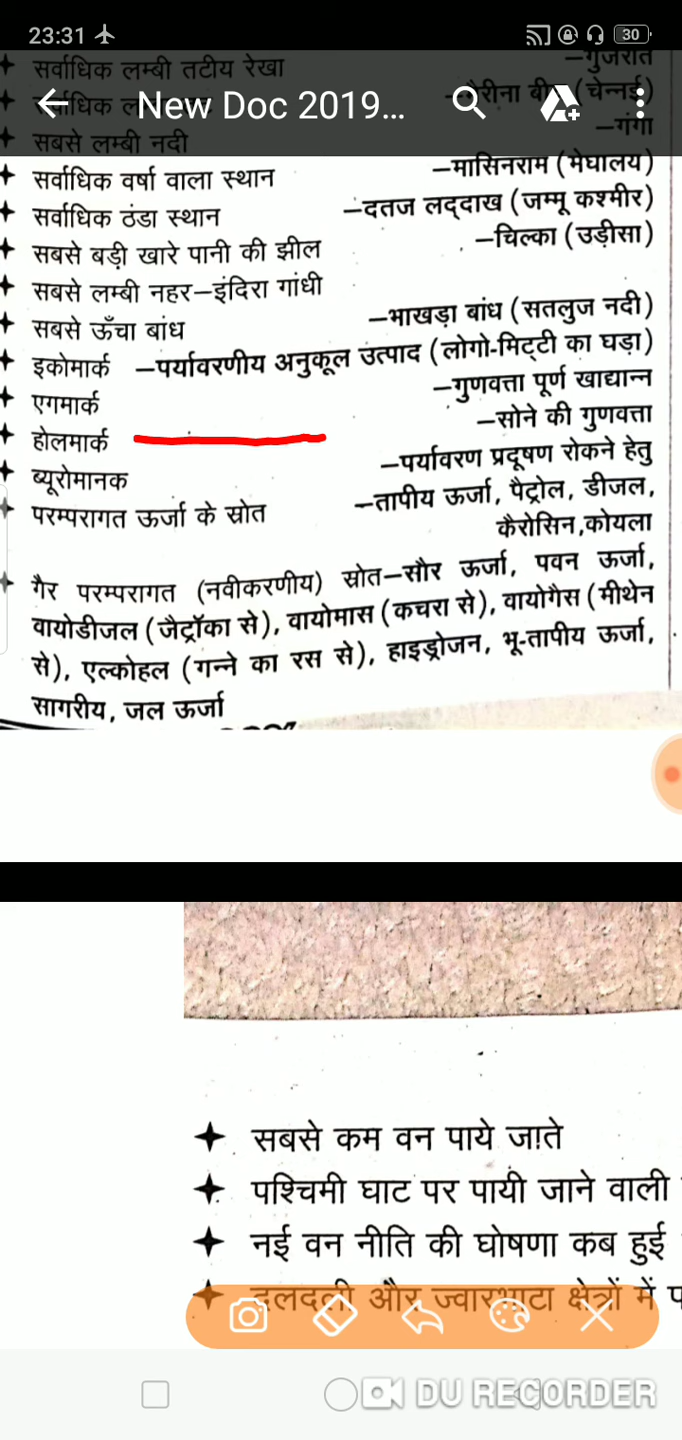 23:31
30
सर्वाधिक लम्बी तटीय रेखा –गुजरात
New Doc 2019...
सबसे लम्बी नदी –गंगा
सर्वाधिक वर्षा वाला स्थान –मासिनराम (मेघालय)
सर्वाधिक ठंडा स्थान –दतज लद्दाख (जम्मू कश्मीर)
सबसे बड़ी खारे पानी की झील –चिल्का (उड़ीसा)
सबसे लम्बी नहर–इंदिरा गांधी
सबसे ऊँचा बांध –भाखड़ा बांध (सतलुज नदी)
इकोमार्क –पर्यावरणीय अनुकूल उत्पाद (लोगो-मिट्टी का घड़ा)
एगमार्क –गुणवत्ता पूर्ण खाद्यान्न
होलमार्क –सोने की गुणवत्ता
ब्यूरोमानक –पर्यावरण प्रदूषण रोकने हेतु
परम्परागत ऊर्जा के स्रोत –तापीय ऊर्जा, पैट्रोल, डीजल,
कैरोसिन,कोयला
गैर परम्परागत (नवीकरणीय) स्रोत–सौर ऊर्जा, पवन ऊर्जा,
वायोडीजल (जैट्रॉका से), वायोमास (कचरा से), वायोगैस (मीथेन
से), एल्कोहल (गन्ने का रस से), हाइड्रोजन, भू-तापीय ऊर्जा,
सागरीय, जल ऊर्जा
सबसे कम वन पाये जाते
पश्चिमी घाट पर पायी जाने वाली
नई वन नीति की घोषणा कब हुई
दलदली और ज्वारभाटा क्षेत्रों में
DU RECORDER